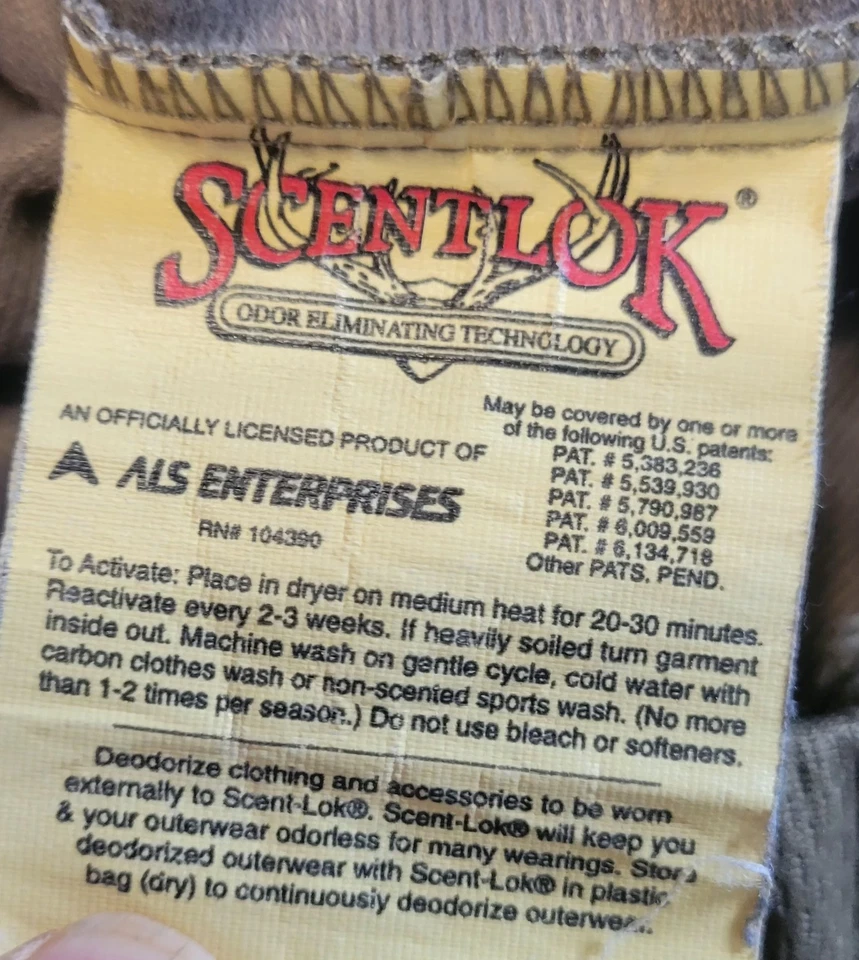 SCENTLOK®
ODOR ELIMINATING TECHNOLOGY
AN OFFICIALLY LICENSED PRODUCT OF
ALS ENTERPRISES
RN# 104390
May be covered by one or more
of the following U.S. patents:
PAT. # 5,383,236
PAT. # 5,539,930
PAT. # 5,790,987
PAT. # 6,009,559
PAT. # 6,134,718
Other PATS. PEND.
To Activate: Place in dryer on medium heat for 20-30 minutes.
Reactivate every 2-3 weeks. If heavily soiled turn garment
inside out. Machine wash on gentle cycle, cold water with
carbon clothes wash or non-scented sports wash. (No more
than 1-2 times per season.) Do not use bleach or softeners.
Deodorize clothing and accessories to be worn
externally to Scent-Lok®. Scent-Lok® will keep you
& your outerwear odorless for many wearings. Store
deodorized outerwear with Scent-Lok® in plastic
bag (dry) to continuously deodorize outerwear.